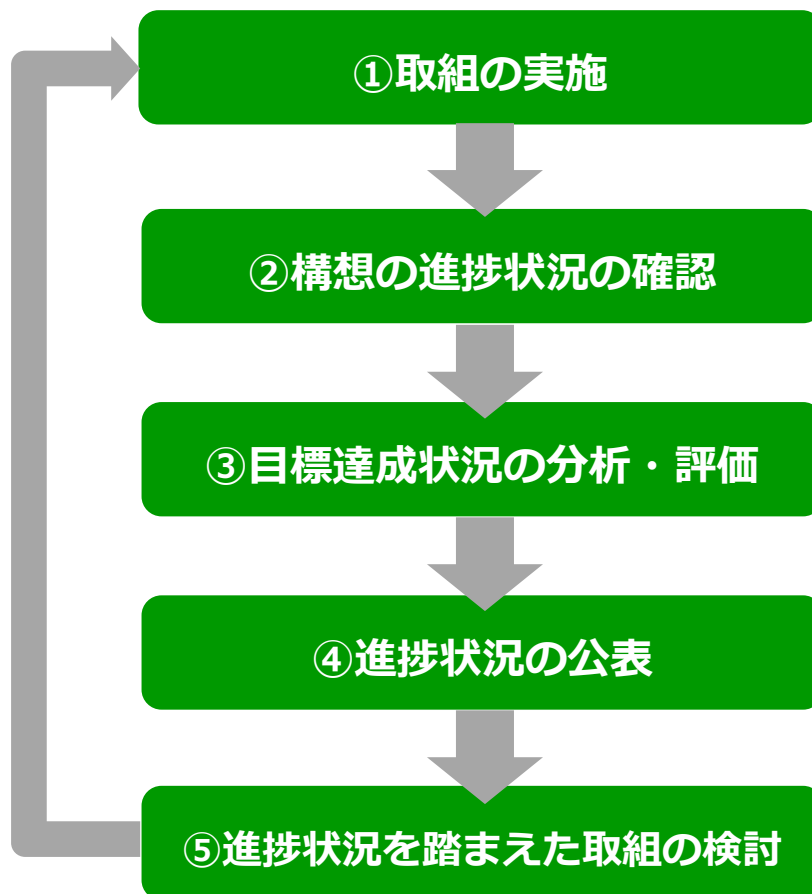 ①取組の実施
②構想の進捗状況の確認
③目標達成状況の分析・評価
④進捗状況の公表
⑤進捗状況を踏まえた取組の検討